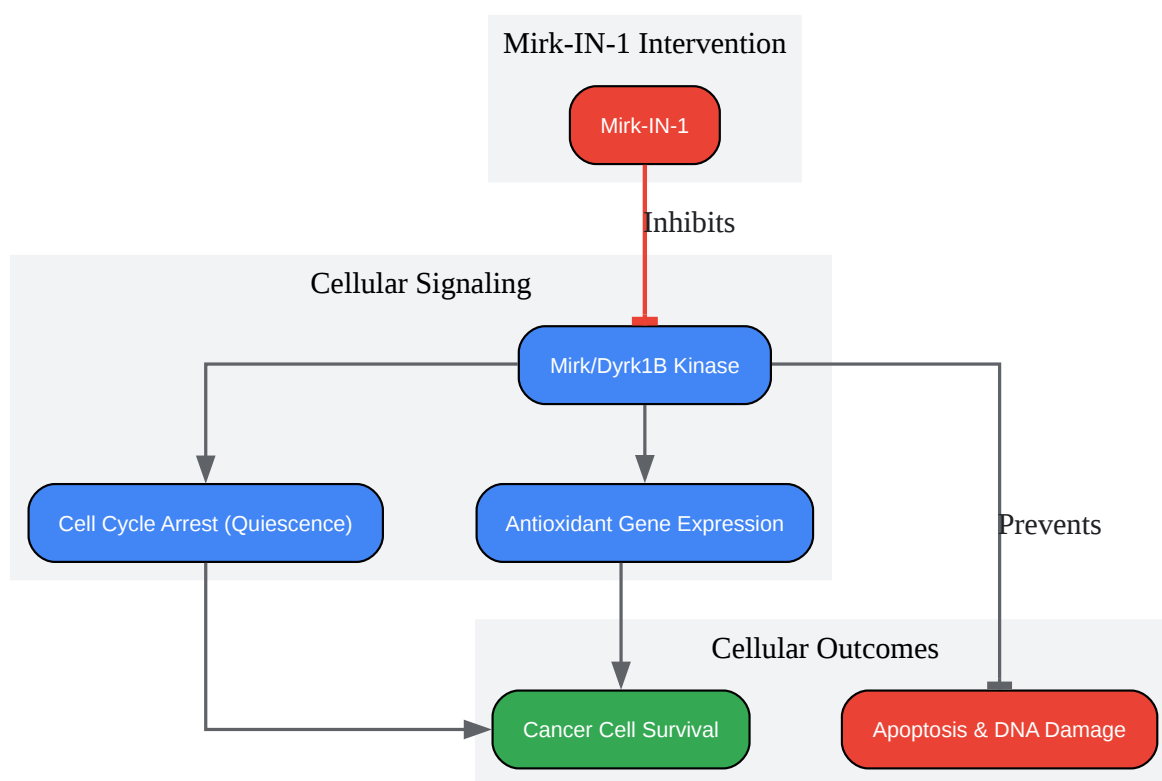 Mirk-IN-1 Intervention
Mirk-IN-1
Inhibits
Cellular Signaling
Mirk/Dyrk1B Kinase
Cell Cycle Arrest (Quiescence)
Antioxidant Gene Expression
Prevents
Cellular Outcomes
Cancer Cell Survival
Apoptosis & DNA Damage